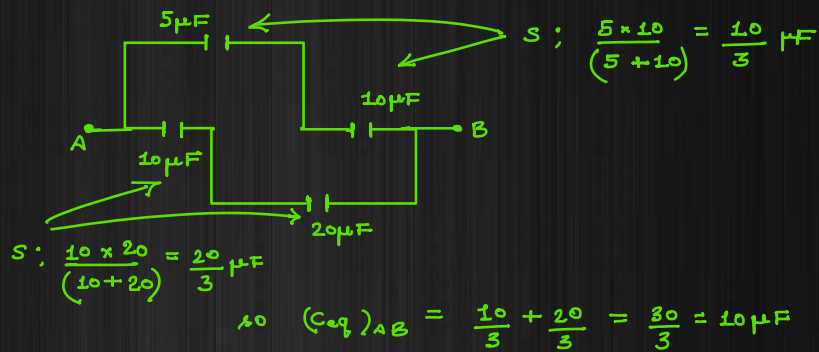 5μF
S ; 5 × 10 / (5 + 10) = 10/3 μF
10μF
A
B
10μF
20μF
S : 10 × 20 / (10 + 20) = 20/3 μF
so (Ceq)AB = 10/3 + 20/3 = 30/3 = 10μF